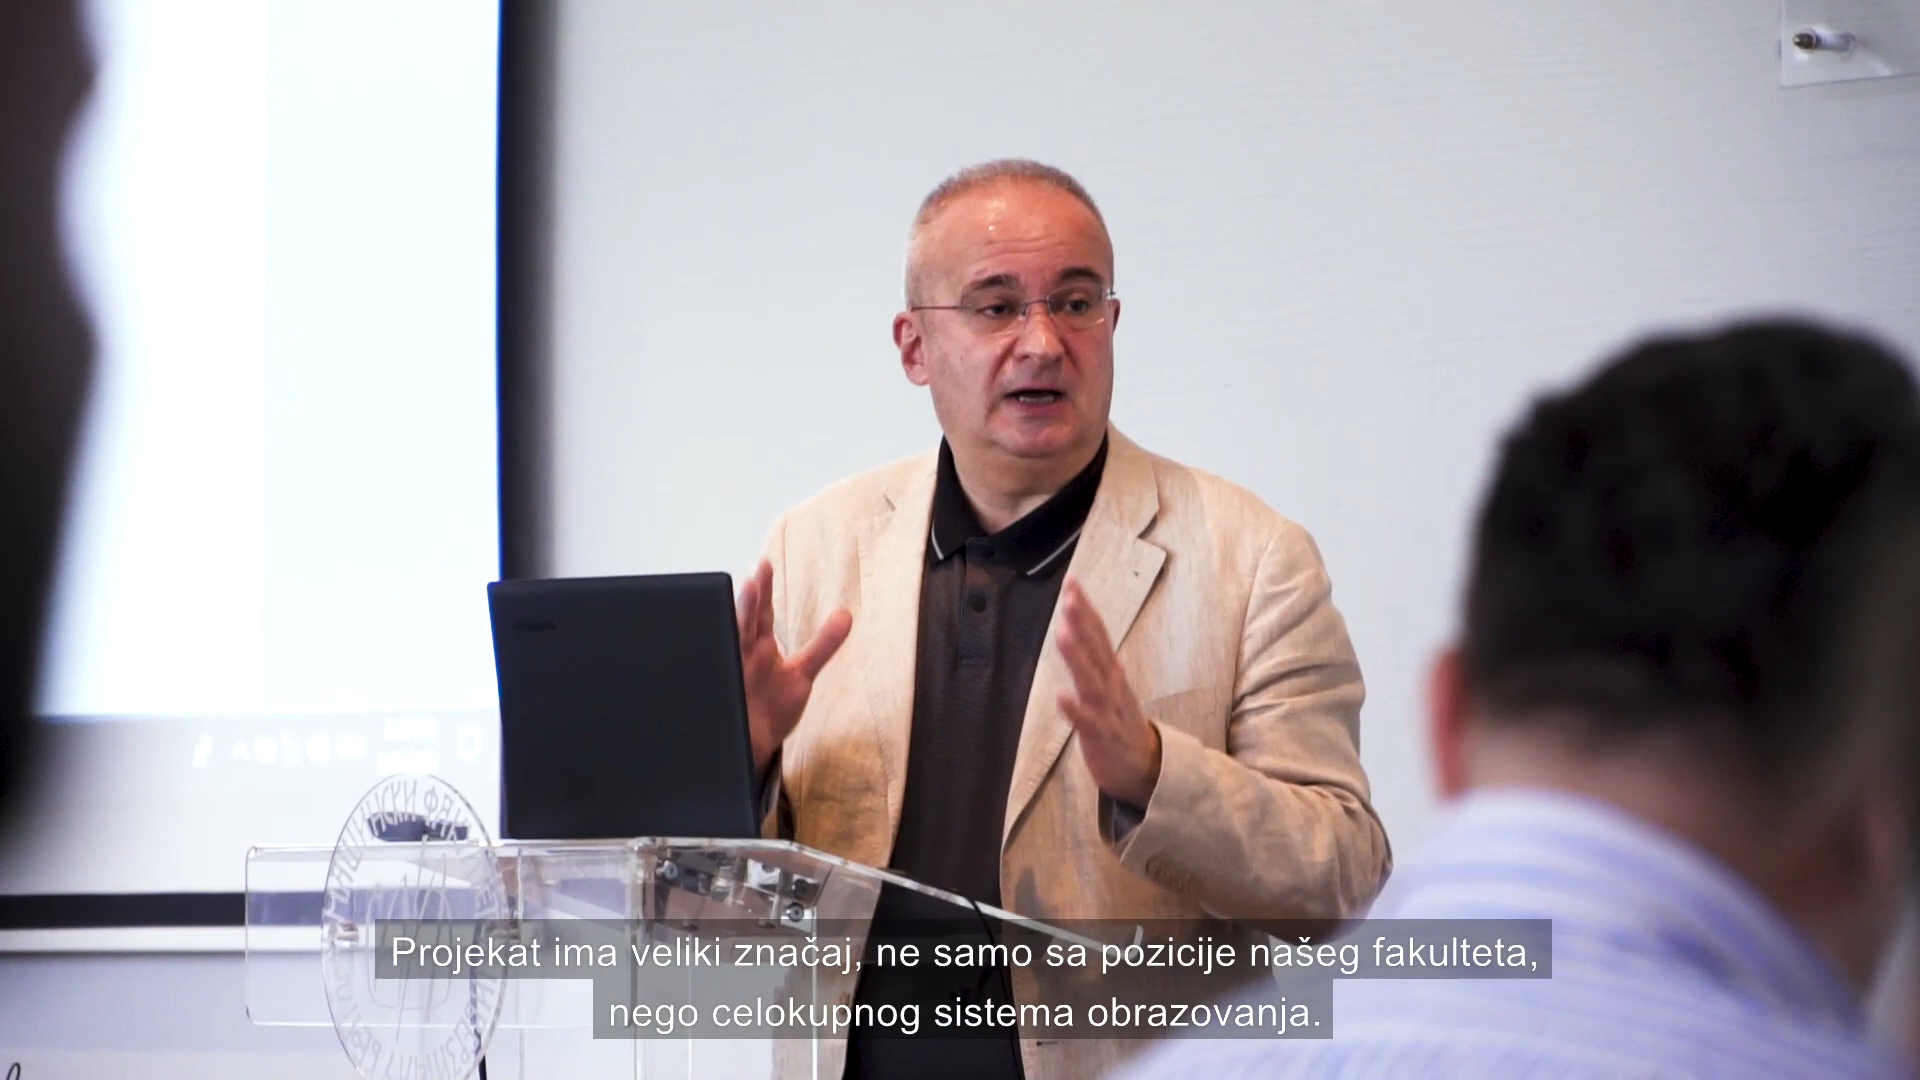 Projekat ima veliki značaj, ne samo sa pozicije našeg fakulteta,
nego celokupnog sistema obrazovanja.